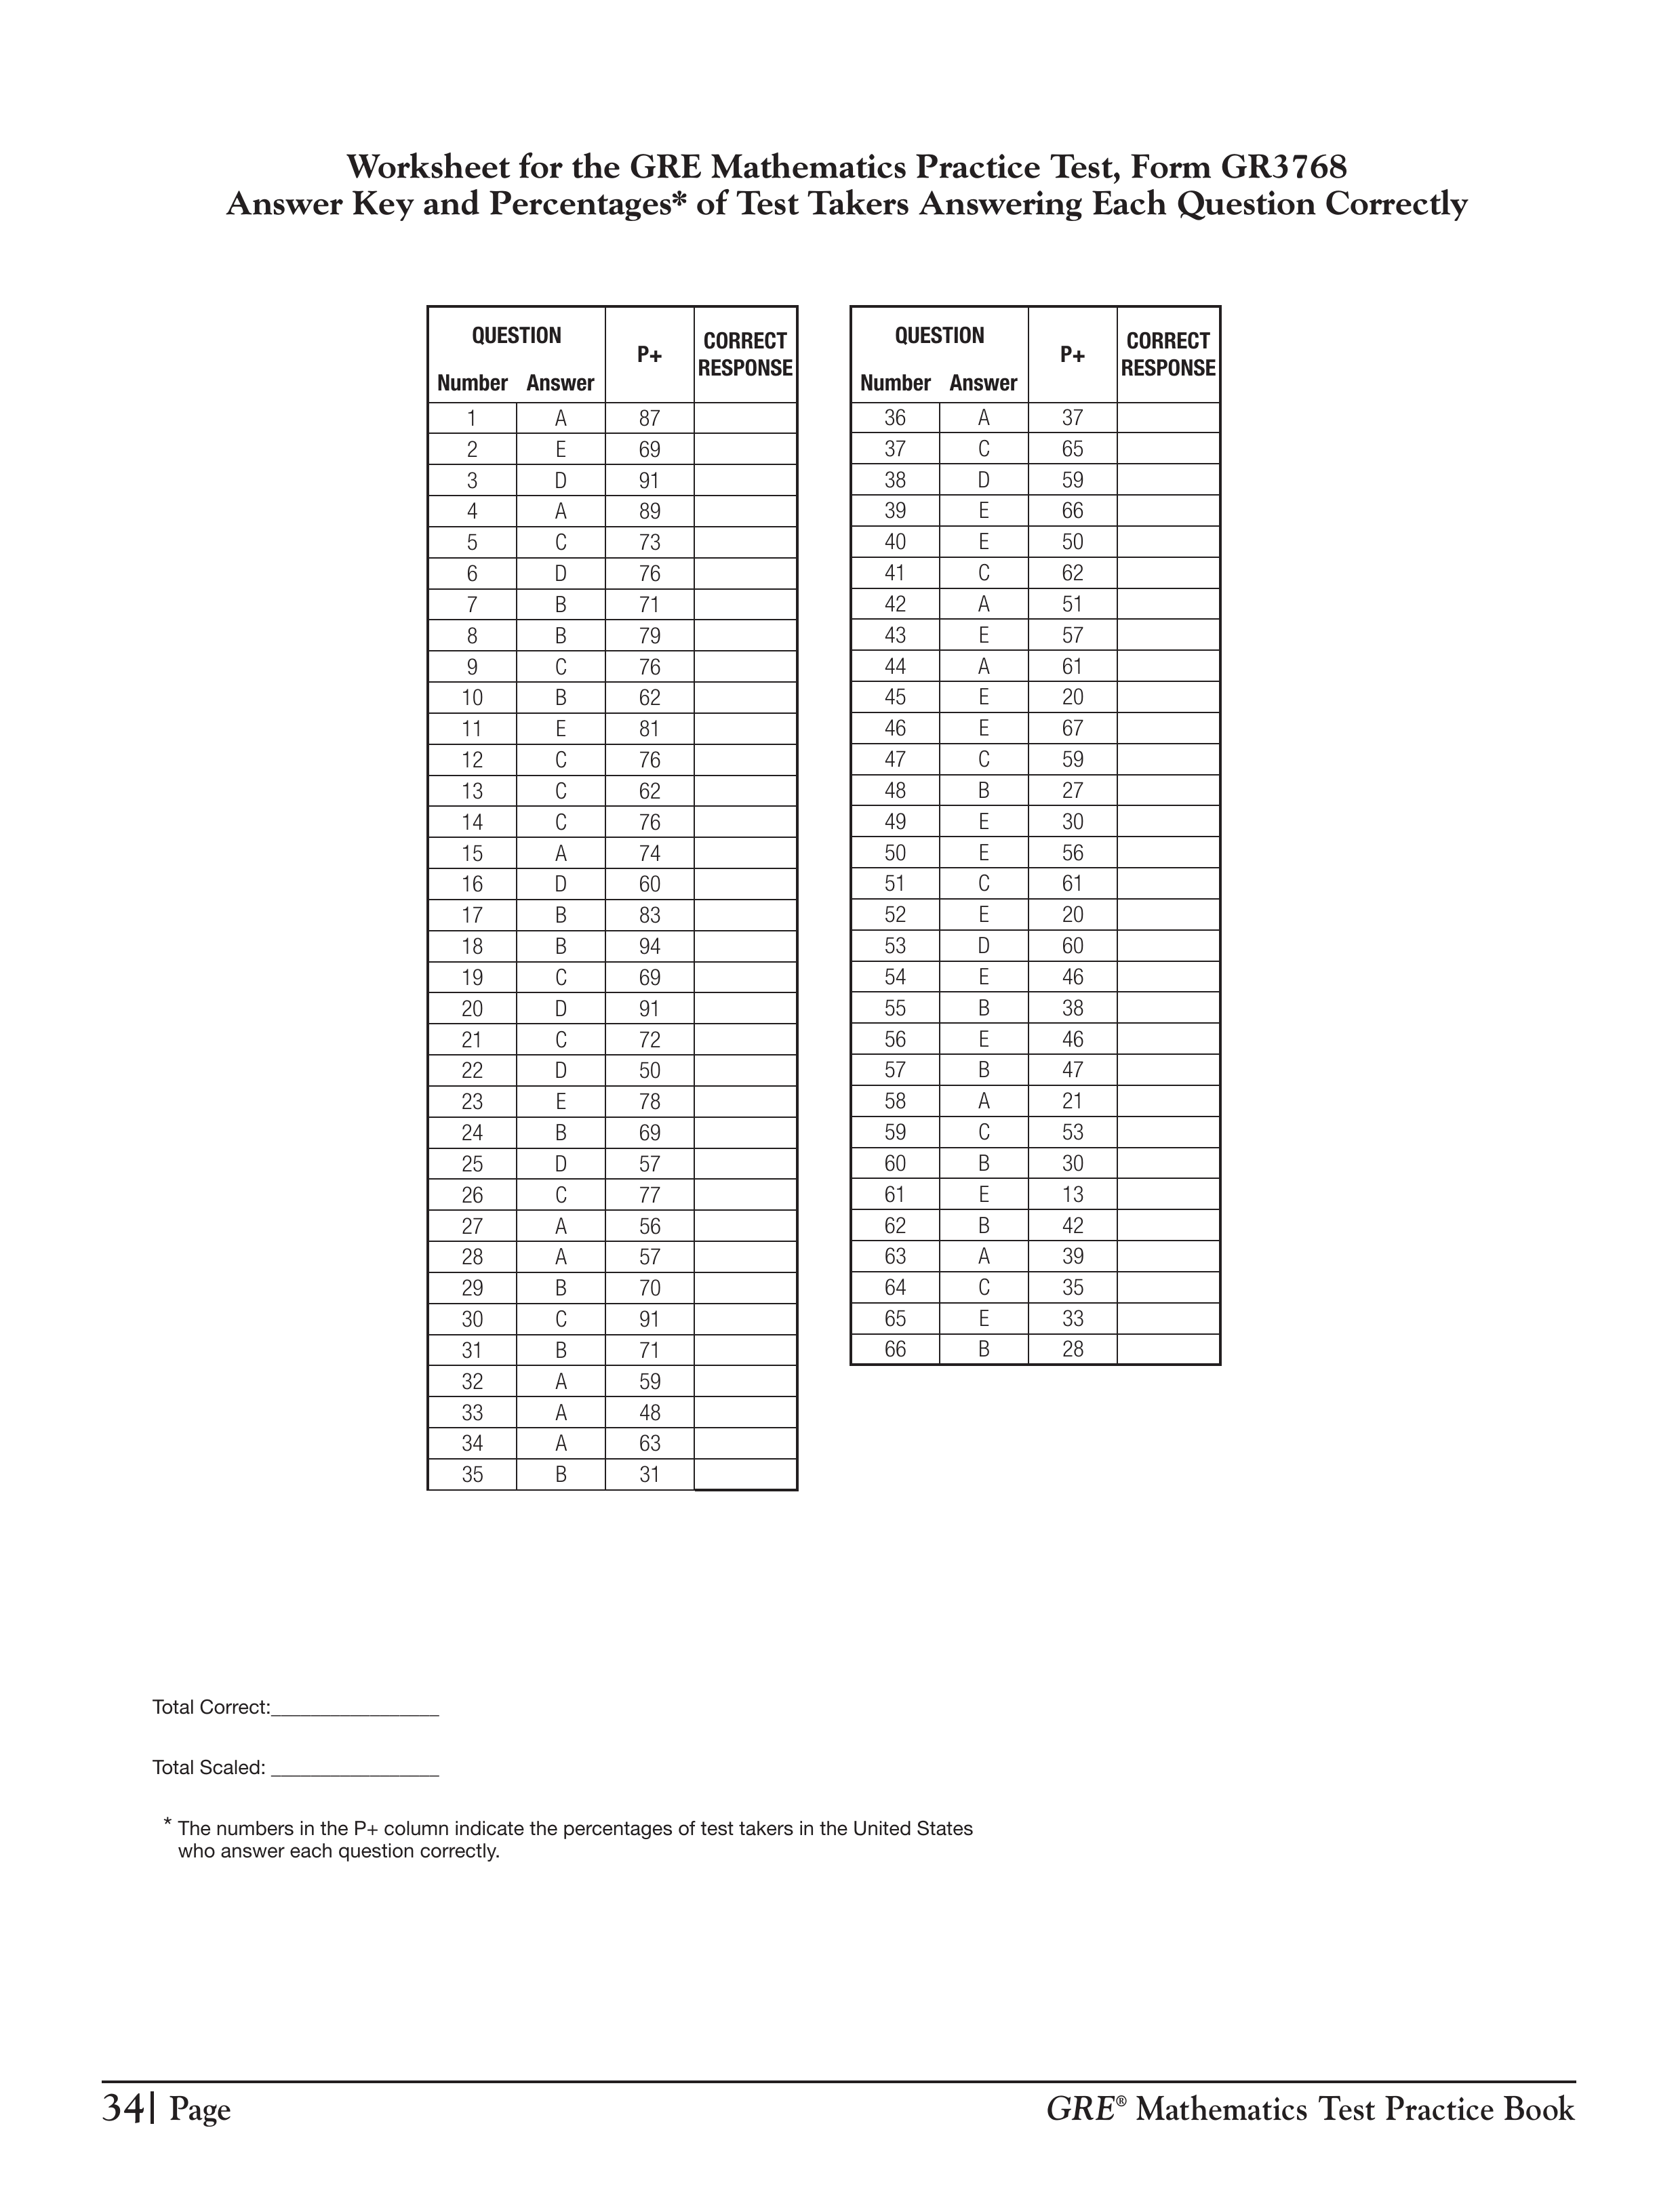 Worksheet for the GRE Mathematics Practice Test, Form GR3768
Answer Key and Percentages* of Test Takers Answering Each Question Correctly
QUESTION P+ CORRECT RESPONSE
Number Answer
1 A 87
2 E 69
3 D 91
4 A 89
5 C 73
6 D 76
7 B 71
8 B 79
9 C 76
10 B 62
11 E 81
12 C 76
13 C 62
14 C 76
15 A 74
16 D 60
17 B 83
18 B 94
19 C 69
20 D 91
21 C 72
22 D 50
23 E 78
24 B 69
25 D 57
26 C 77
27 A 56
28 A 57
29 B 70
30 C 91
31 B 71
32 A 59
33 A 48
34 A 63
35 B 31
QUESTION P+ CORRECT RESPONSE
Number Answer
36 A 37
37 C 65
38 D 59
39 E 66
40 E 50
41 C 62
42 A 51
43 E 57
44 A 61
45 E 20
46 E 67
47 C 59
48 B 27
49 E 30
50 E 56
51 C 61
52 E 20
53 D 60
54 E 46
55 B 38
56 E 46
57 B 47
58 A 21
59 C 53
60 B 30
61 E 13
62 B 42
63 A 39
64 C 35
65 E 33
66 B 28
Total Correct:________________
Total Scaled: ________________
* The numbers in the P+ column indicate the percentages of test takers in the United States
who answer each question correctly.
34| Page
GRE® Mathematics Test Practice Book